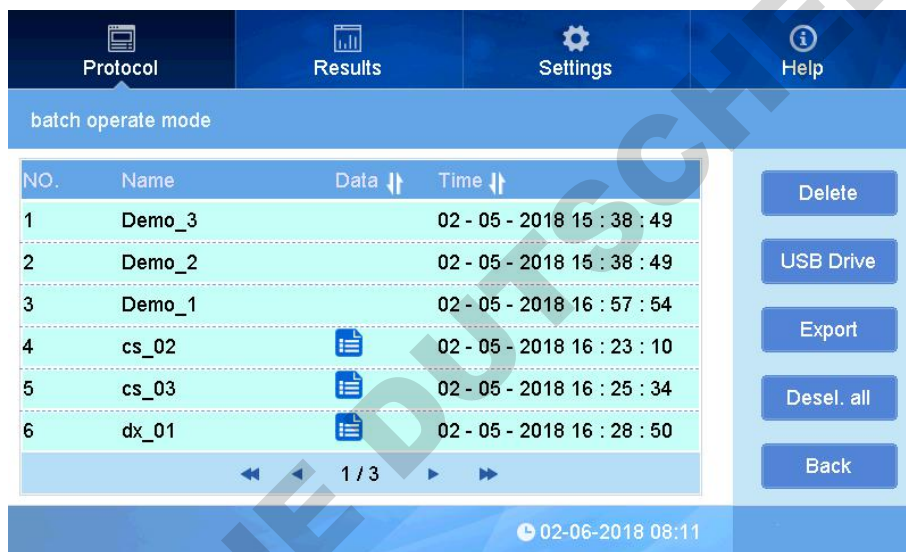 Protocol Results Settings Help
batch operate mode
NO. Name Data Time
1 Demo_3 02 - 05 - 2018 15 : 38 : 49
2 Demo_2 02 - 05 - 2018 15 : 38 : 49
3 Demo_1 02 - 05 - 2018 16 : 57 : 54
4 cs_02 02 - 05 - 2018 16 : 23 : 10
5 cs_03 02 - 05 - 2018 16 : 25 : 34
6 dx_01 02 - 05 - 2018 16 : 28 : 50
1 / 3
Delete
USB Drive
Export
Desel. all
Back
02-06-2018 08:11